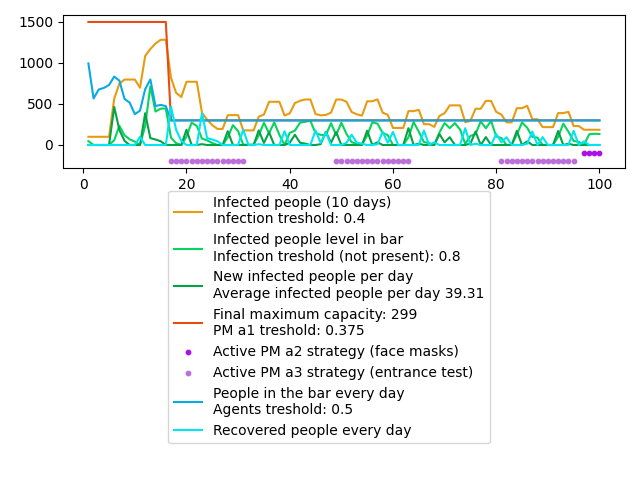 1500
1000
500
0
0
20
40
60
80
100
Infected people (10 days)
Infection treshold: 0.4
Infected people level in bar
Infection treshold (not present): 0.8
New infected people per day
Average infected people per day 39.31
Final maximum capacity: 299
PM a1 treshold: 0.375
Active PM a2 strategy (face masks)
Active PM a3 strategy (entrance test)
People in the bar every day
Agents treshold: 0.5
Recovered people every day